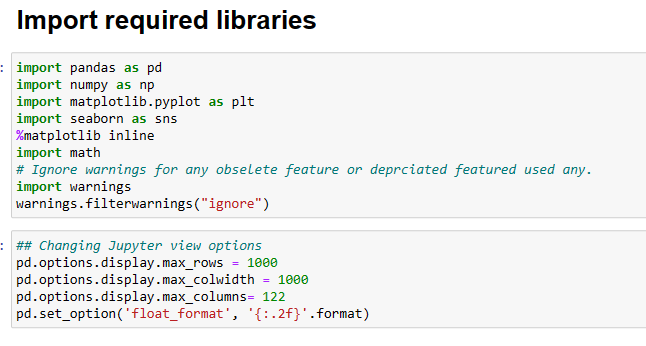 Import required libraries
: import pandas as pd
import numpy as np
import matplotlib.pyplot as plt
import seaborn as sns
%matplotlib inline
import math
# Ignore warnings for any obselete feature or deprciated featured used any.
import warnings
warnings.filterwarnings("ignore")
: ## Changing Jupyter view options
pd.options.display.max_rows = 1000
pd.options.display.max_colwidth = 1000
pd.options.display.max_columns= 122
pd.set_option('float_format', '{:.2f}'.format)